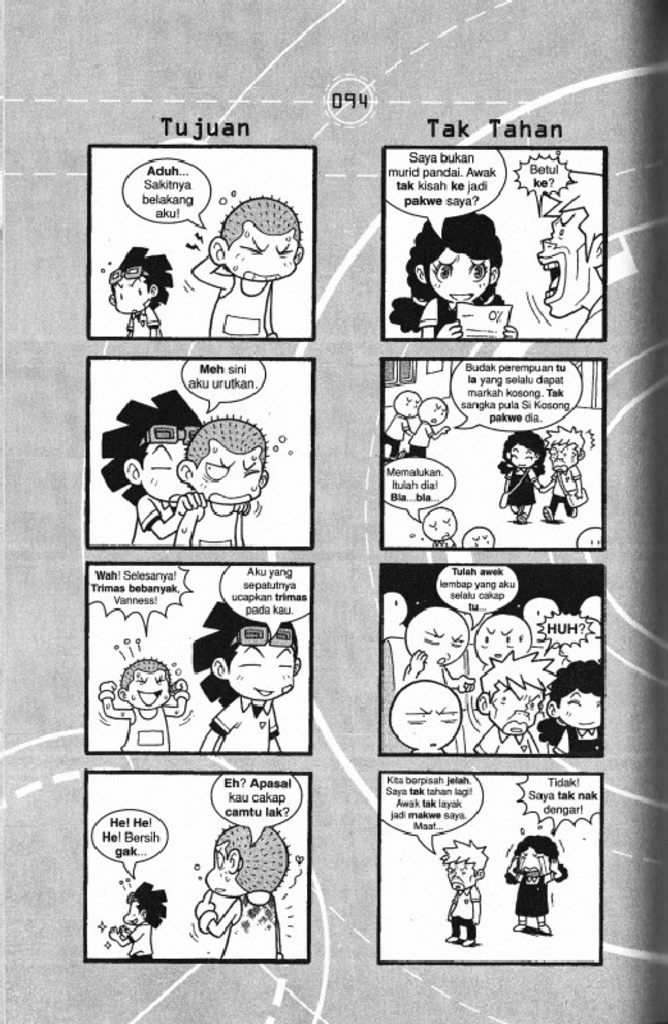 094
Tujuan
Aduh...
Sakitnya
belakang
aku!
Meh sini
aku urutkan.
'Wah! Selesanya!
Trimas bebanyak,
Vanness!
Aku yang
sepatutnya
ucapkan trimas
pada kau.
Eh? Apasal
kau cakap
camtu lak?
He! He!
He! Bersih
gak...
Tak Tahan
Saya bukan
murid pandai. Awak
tak kisah ke jadi
pakwe saya?
Betul
ke?
0%
Budak perempuan tu
la yang selalu dapat
markah kosong. Tak
sangka pula Si Kosong
pakwe dia.
Memalukan.
Itulah dia!
Bla...bla...
Tulah awek
lembap yang aku
selalu cakap
tu...
HUH?
Kita berpisah jelah.
Saya tak tahan lagi!
Awak tak layak
jadi makwe saya.
Maaf...
Tidak!
Saya tak nak
dengar!